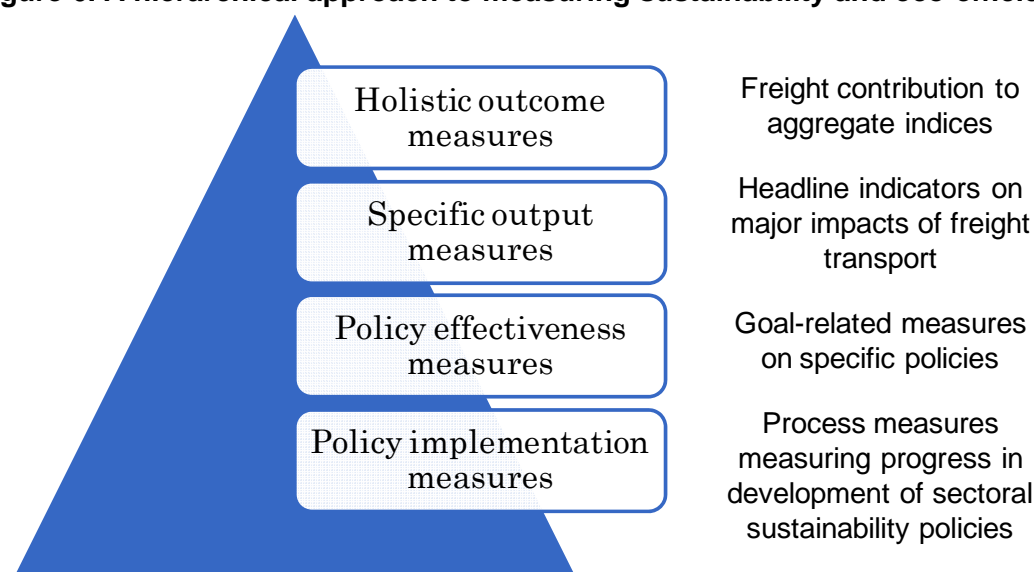 A hierarchical approach to measuring sustainability and
Holistic outcome
measures
Freight contribution to
aggregate indices
Specific output
measures
Headline indicators on
major impacts of freight
transport
Policy effectiveness
measures
Goal-related measures
on specific policies
Policy implementation
measures
Process measures
measuring progress in
development of sectoral
sustainability policies